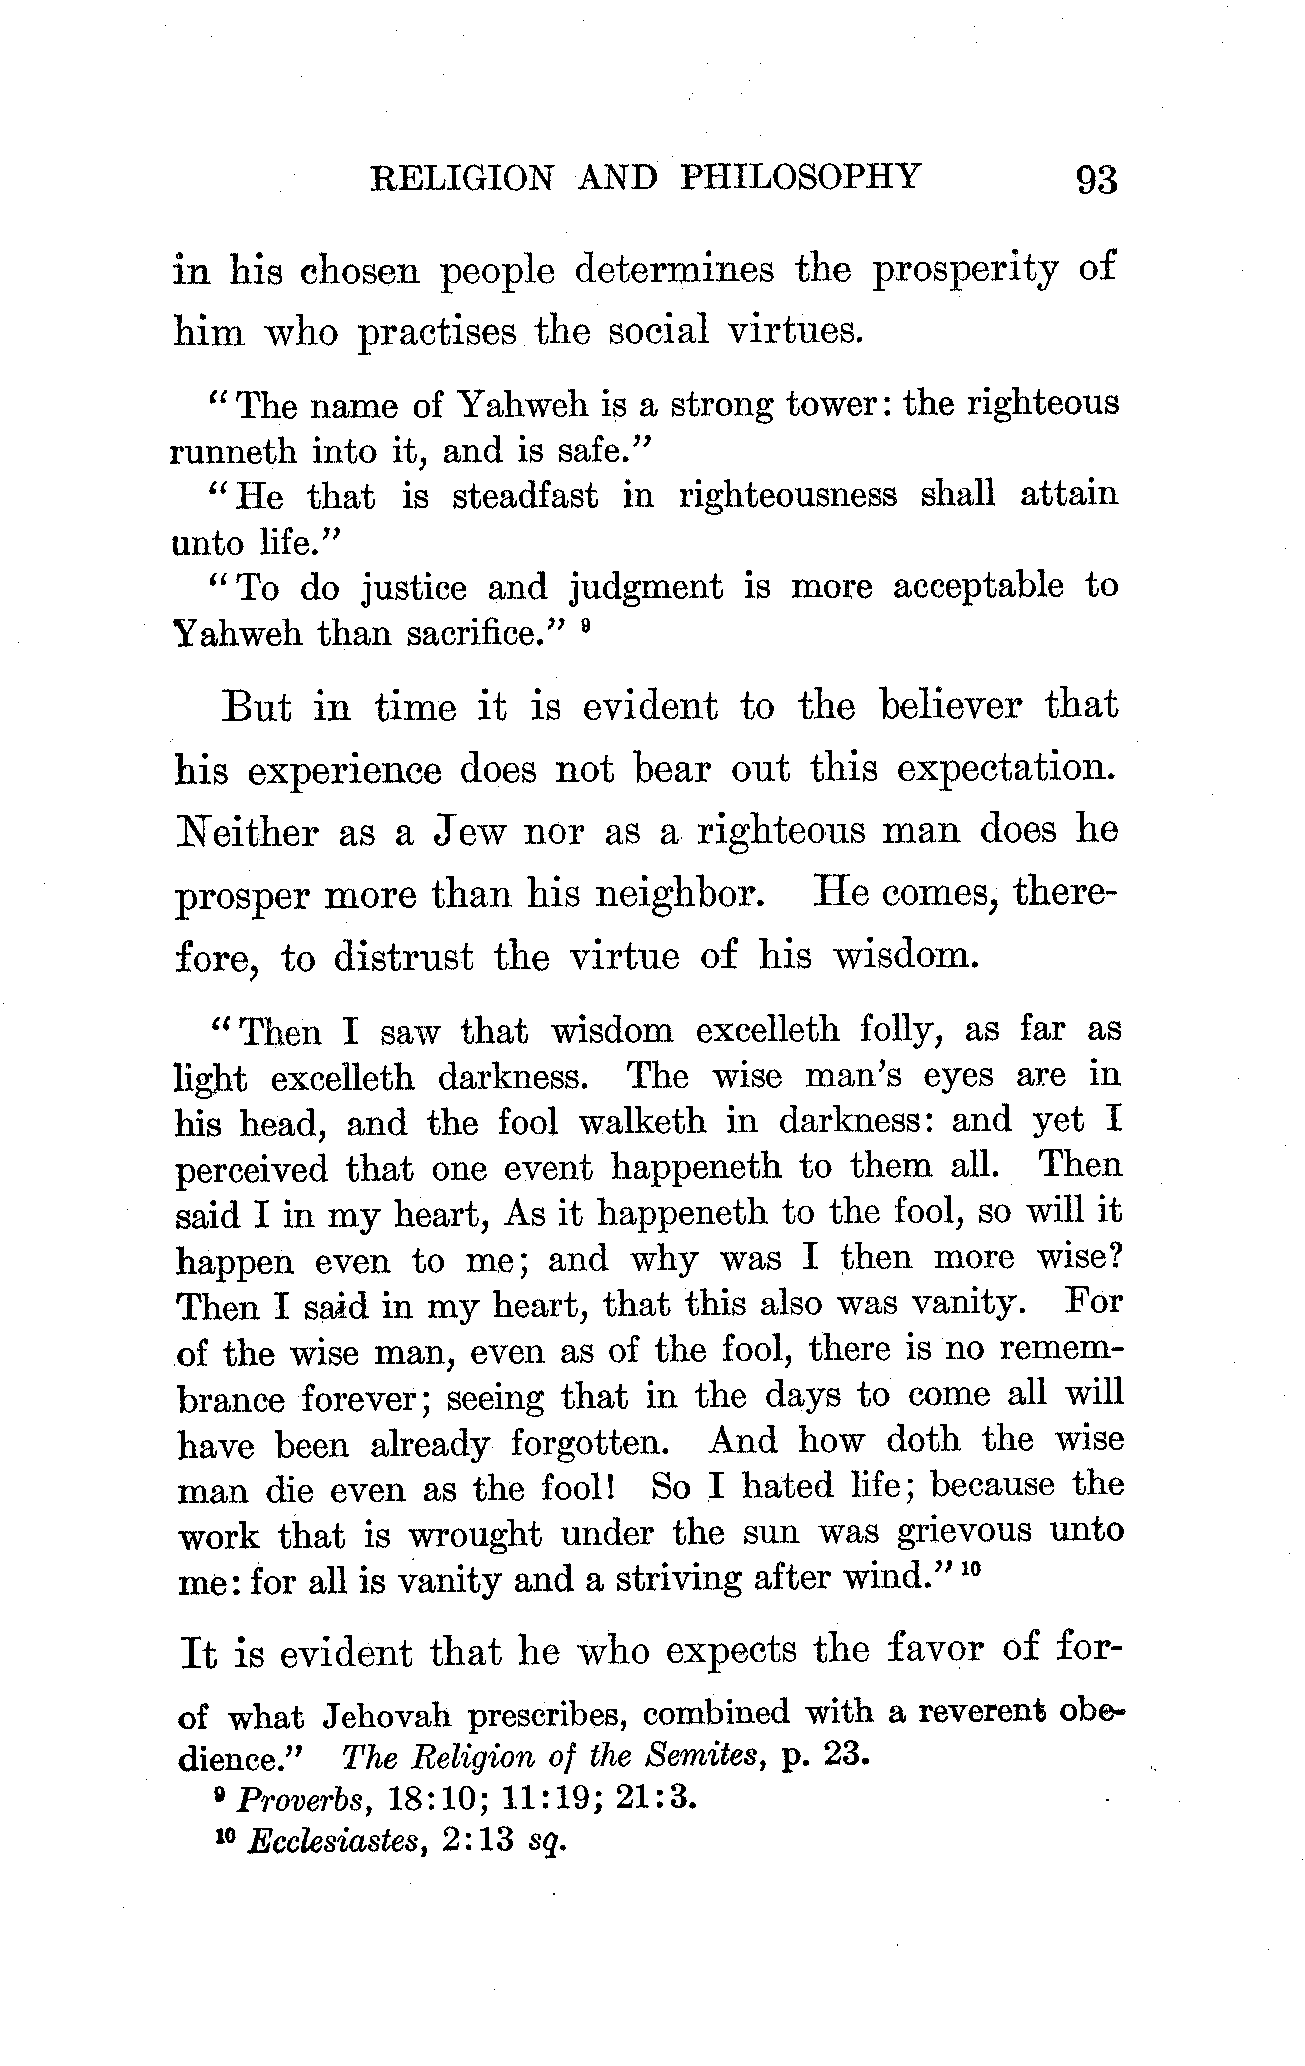 RELIGION AND PHILOSOPHY 93
in his chosen people determines the prosperity of
him who practises the social virtues.
“The name of Yahweh is a strong tower: the righteous
runneth into it, and is safe.”
“He that is steadfast in righteousness shall attain
unto life.”
“To do justice and judgment is more acceptable to
Yahweh than sacrifice.” ⁹
But in time it is evident to the believer that
his experience does not bear out this expectation.
Neither as a Jew nor as a righteous man does he
prosper more than his neighbor. He comes, there-
fore, to distrust the virtue of his wisdom.
“Then I saw that wisdom excelleth folly, as far as
light excelleth darkness. The wise man's eyes are in
his head, and the fool walketh in darkness: and yet I
perceived that one event happeneth to them all. Then
said I in my heart, As it happeneth to the fool, so will it
happen even to me; and why was I then more wise?
Then I said in my heart, that this also was vanity. For
of the wise man, even as of the fool, there is no remem-
brance forever; seeing that in the days to come all will
have been already forgotten. And how doth the wise
man die even as the fool! So I hated life; because the
work that is wrought under the sun was grievous unto
me: for all is vanity and a striving after wind.” ¹⁰
It is evident that he who expects the favor of for-
of what Jehovah prescribes, combined with a reverent obe-
dience.” The Religion of the Semites, p. 23.
⁹ Proverbs, 18:10; 11:19; 21:3.
¹⁰ Ecclesiastes, 2:13 sq.